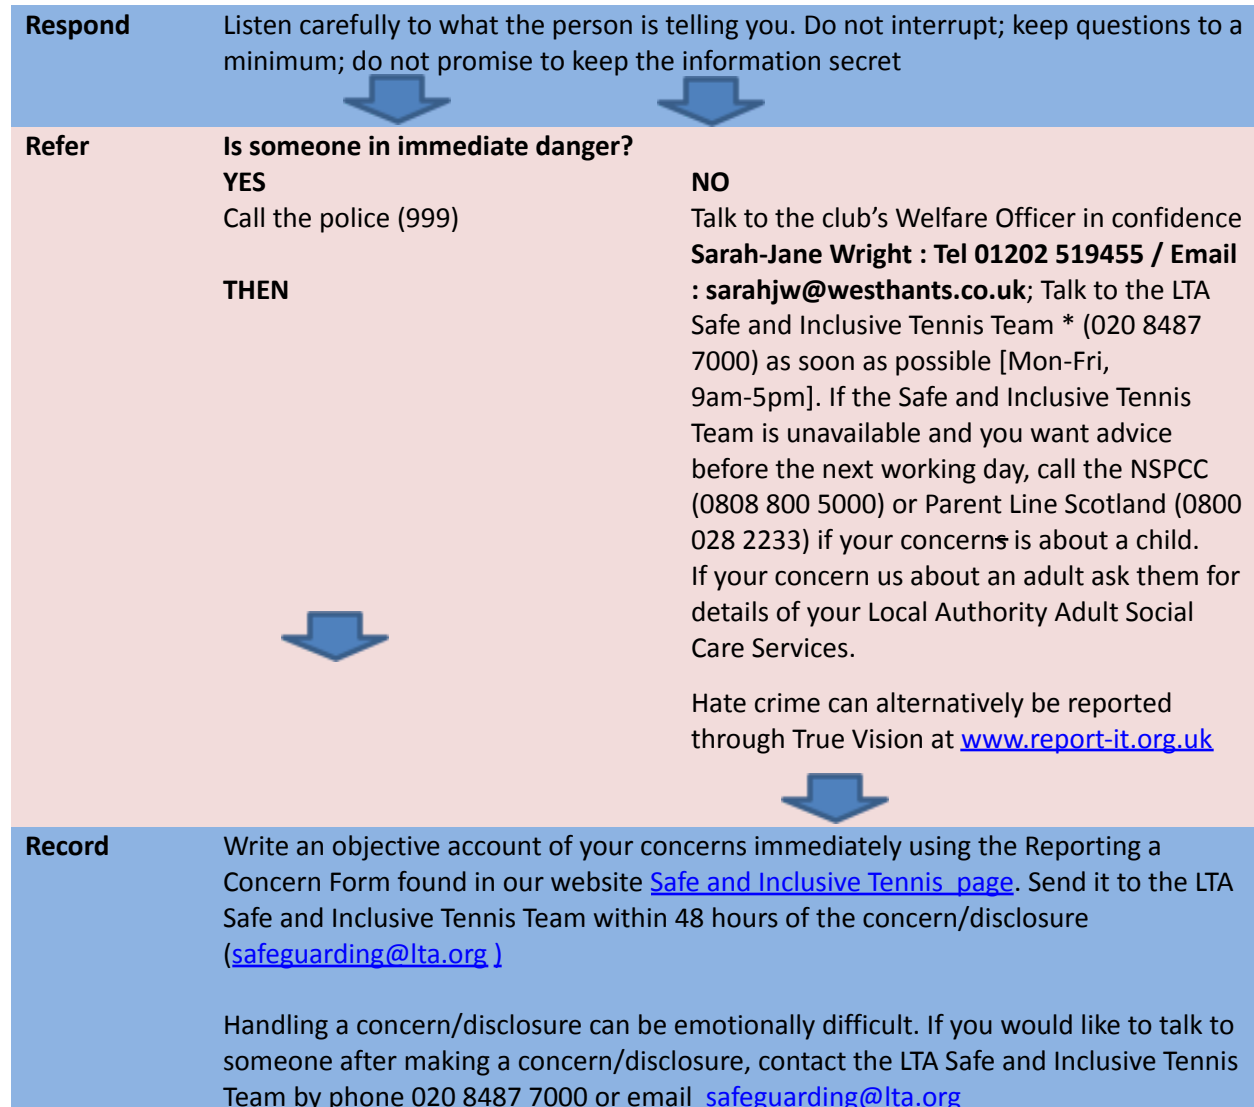 Respond
Listen carefully to what the person is telling you. Do not interrupt; keep questions to a
minimum; do not promise to keep the information secret
Refer
Is someone in immediate danger?
YES
Call the police (999)
THEN
NO
Talk to the club’s Welfare Officer in confidence
Sarah-Jane Wright : Tel 01202 519455 / Email
: sarahjw@westhants.co.uk; Talk to the LTA
Safe and Inclusive Tennis Team * (020 8487
7000) as soon as possible [Mon-Fri,
9am-5pm]. If the Safe and Inclusive Tennis
Team is unavailable and you want advice
before the next working day, call the NSPCC
(0808 800 5000) or Parent Line Scotland (0800
028 2233) if your concerns is about a child.
If your concern us about an adult ask them for
details of your Local Authority Adult Social
Care Services.
Hate crime can alternatively be reported
through True Vision at www.report-it.org.uk
Record
Write an objective account of your concerns immediately using the Reporting a
Concern Form found in our website Safe and Inclusive Tennis page. Send it to the LTA
Safe and Inclusive Tennis Team within 48 hours of the concern/disclosure
(safeguarding@lta.org )
Handling a concern/disclosure can be emotionally difficult. If you would like to talk to
someone after making a concern/disclosure, contact the LTA Safe and Inclusive Tennis
Team by phone 020 8487 7000 or email safeguarding@lta.org